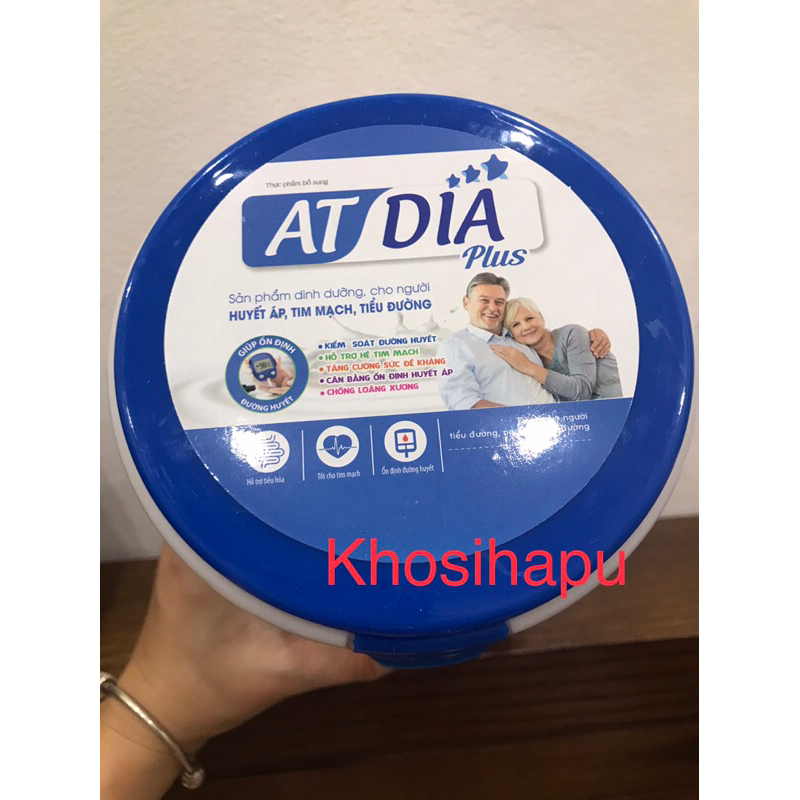 Thực phẩm bổ sung
AT DIA
Plus
Sản phẩm dinh dưỡng, cho người
HUYẾT ÁP, TIM MẠCH, TIỂU ĐƯỜNG
GIÚP ỔN ĐỊNH
ĐƯỜNG HUYẾT
• KIỂM SOÁT ĐƯỜNG HUYẾT
• HỖ TRỢ HỆ TIM MẠCH
• TĂNG CƯỜNG SỨC ĐỀ KHÁNG
• CÂN BẰNG ỔN ĐỊNH HUYẾT ÁP
• CHỐNG LOÃNG XƯƠNG
người
tiểu đường, đường
Hỗ trợ tiêu hóa
Tốt cho tim mạch
Ổn định đường huyết
Khosihapu